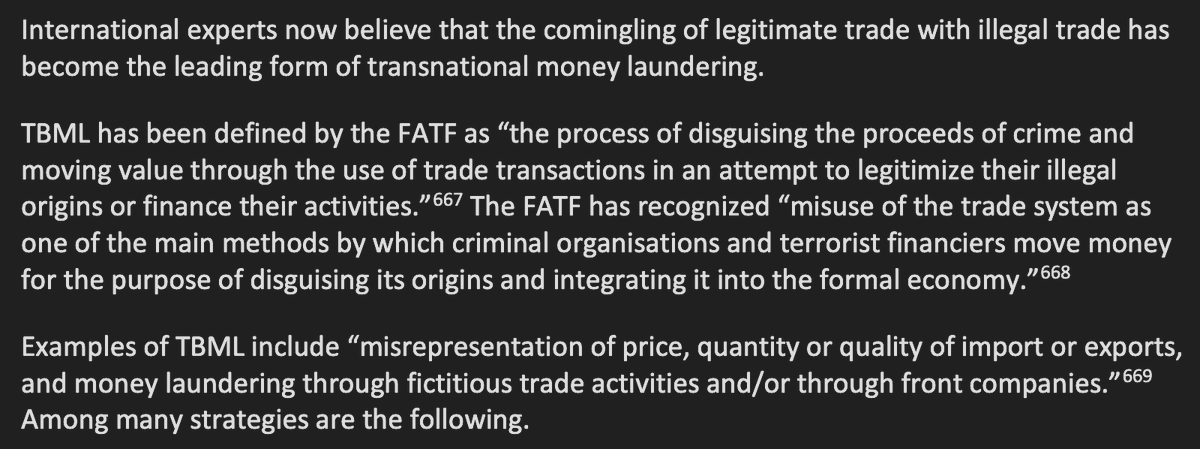 International experts now believe that the comingling of legitimate trade with illegal trade has
become the leading form of transnational money laundering.
TBML has been defined by the FATF as “the process of disguising the proceeds of crime and
moving value through the use of trade transactions in an attempt to legitimize their illegal
origins or finance their activities.”667 The FATF has recognized “misuse of the trade system as
one of the main methods by which criminal organisations and terrorist financiers move money
for the purpose of disguising its origins and integrating it into the formal economy.”668
Examples of TBML include “misrepresentation of price, quantity or quality of import or exports,
and money laundering through fictitious trade activities and/or through front companies.”669
Among many strategies are the following.